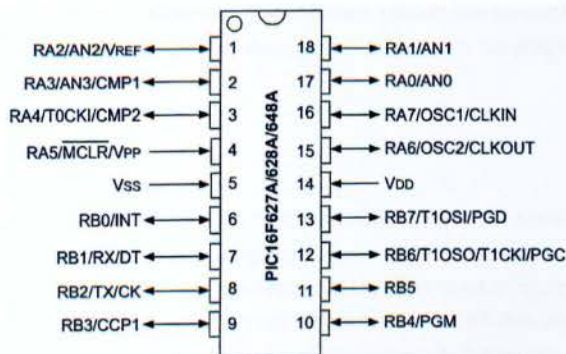 RA2/AN2/VREF 1 18 RA1/AN1
RA3/AN3/CMP1 2 17 RA0/AN0
RA4/T0CKI/CMP2 3 16 RA7/OSC1/CLKIN
RA5/MCLR/VPP 4 15 RA6/OSC2/CLKOUT
VSS 5 14 VDD
RB0/INT 6 13 RB7/T1OSI/PGD
RB1/RX/DT 7 12 RB6/T1OSO/T1CKI/PGC
RB2/TX/CK 8 11 RB5
RB3/CCP1 9 10 RB4/PGM
PIC16F627A/628A/648A